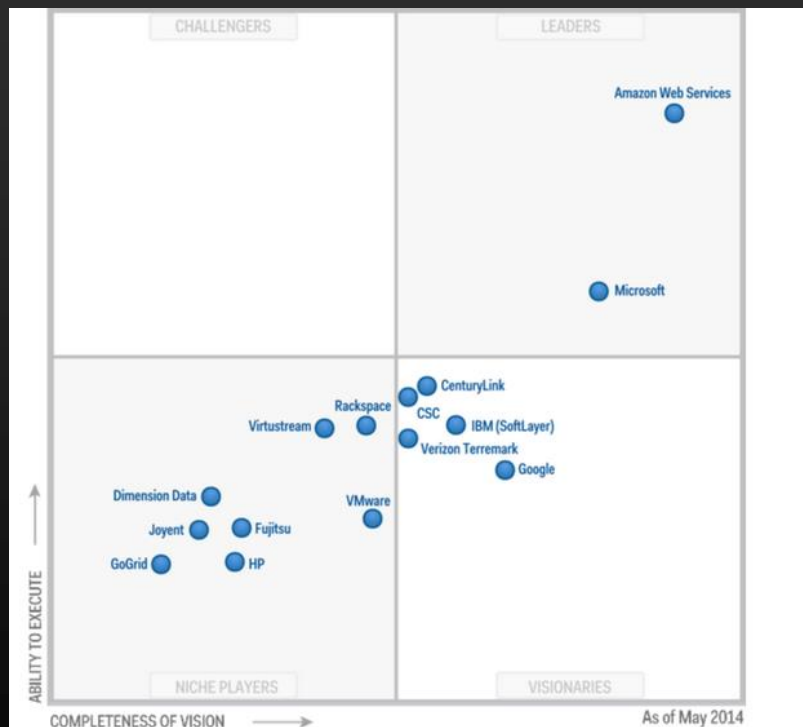 CHALLENGERS
LEADERS
Amazon Web Services
Microsoft
CenturyLink
Rackspace
CSC
Virtustream
IBM (SoftLayer)
Verizon Terremark
Google
Dimension Data
VMware
Joyent
Fujitsu
GoGrid
HP
ABILITY TO EXECUTE
NICHE PLAYERS
VISIONARIES
COMPLETENESS OF VISION
As of May 2014